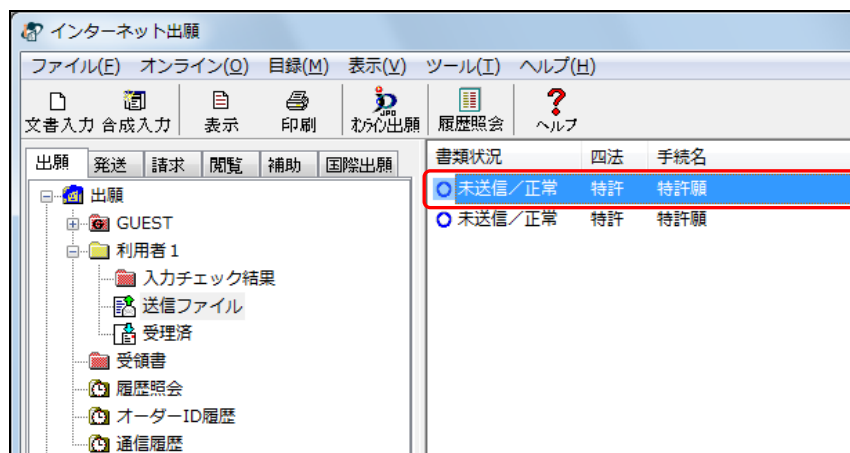 インターネット出願
ファイル(F) オンライン(O) 目録(M) 表示(V) ツール(T) ヘルプ(H)
文書入力 合成入力 表示 印刷 オンライン出願 履歴照会 ヘルプ
出願 発送 請求 閲覧 補助 国際出願
書類状況 四法 手続名
出願
未送信／正常 特許 特許願
GUEST
未送信／正常 特許 特許願
利用者1
入力チェック結果
送信ファイル
受理済
受領書
履歴照会
オーダーID履歴
通信履歴